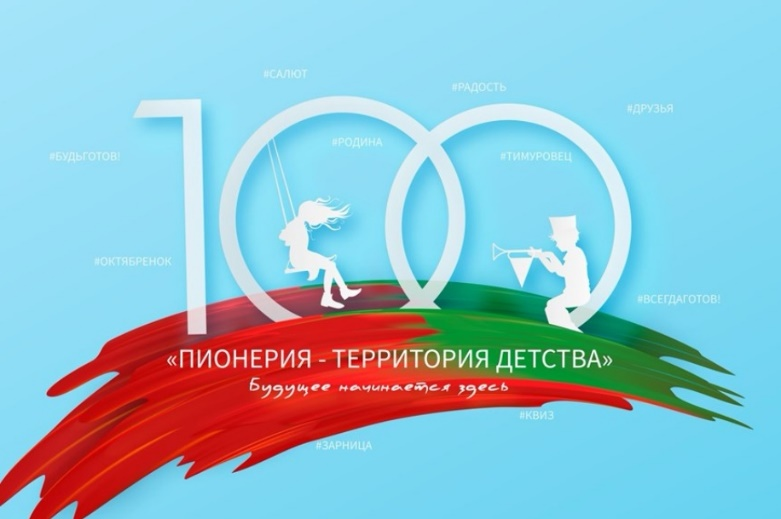 #САЛЮТ
#РАДОСТЬ
#ДРУЗЬЯ
100
#РОДИНА
#БУДЬГОТОВ!
#ТИМУРОВЕЦ
#ОКТЯБРЕНОК
#ВСЕГДАГОТОВ!
«ПИОНЕРИЯ - ТЕРРИТОРИЯ ДЕТСТВА»
Будущее начинается здесь
#КВИЗ
#ЗАРНИЦА